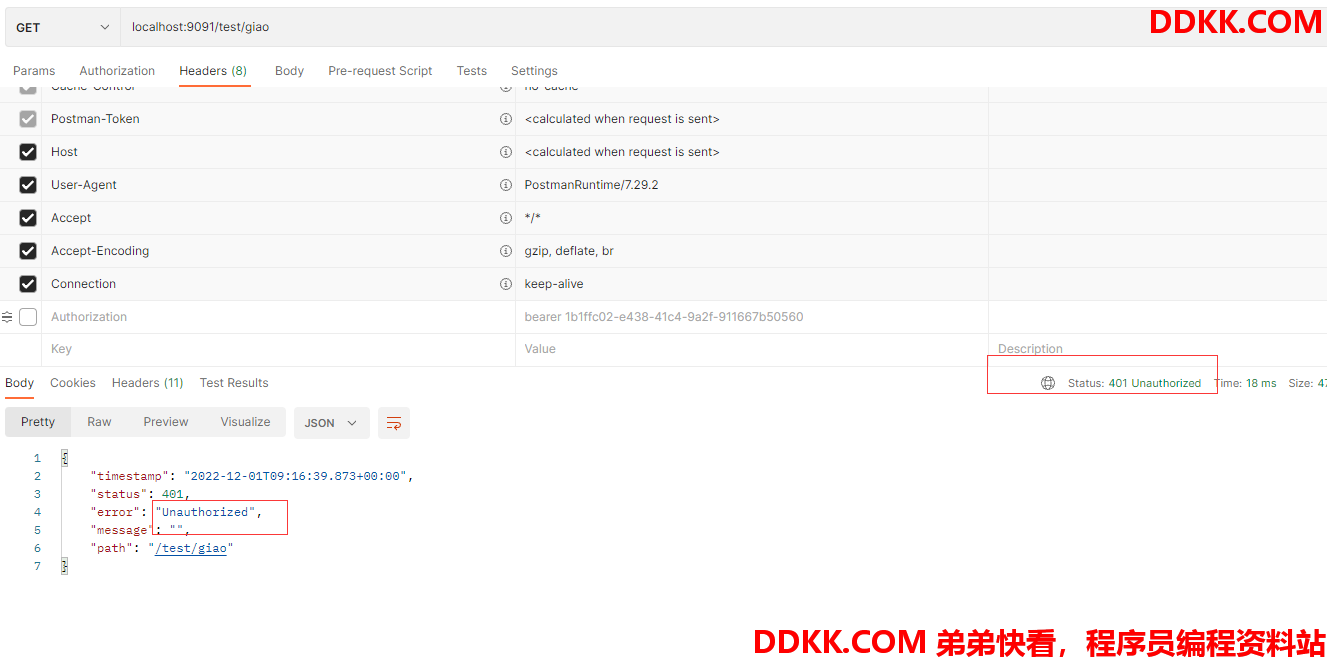 GET localhost:9091/test/giao DDKK.COM
Params Authorization Headers (8) Body Pre-request Script Tests Settings
Cache-Control no-cache
Postman-Token <calculated when request is sent>
Host <calculated when request is sent>
User-Agent PostmanRuntime/7.29.2
Accept */*
Accept-Encoding gzip, deflate, br
Connection keep-alive
Authorization bearer 1b1ffc02-e438-41c4-9a2f-911667b50560
Key Value Description
Body Cookies Headers (11) Test Results Status: 401 Unauthorized Time: 18 ms Size: 47
Pretty Raw Preview Visualize JSON
1 {
2 "timestamp": "2022-12-01T09:16:39.873+00:00",
3 "status": 401,
4 "error": "Unauthorized",
5 "message": "",
6 "path": "/test/giao"
7 }
DDKK.COM 弟弟快看，程序员编程资料站